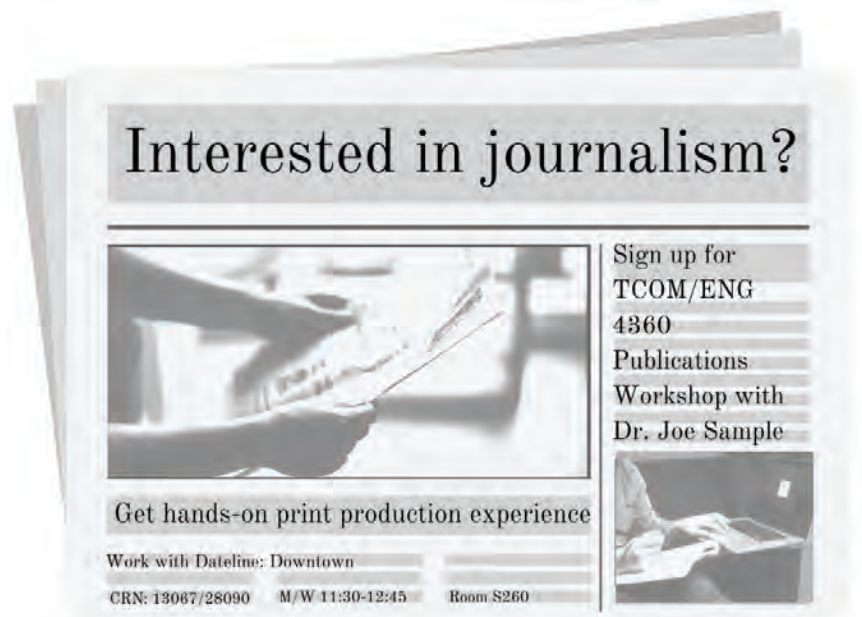 Interested in journalism?
Sign up for
TCOM/ENG
4360
Publications
Workshop with
Dr. Joe Sample
Get hands-on print production experience
Work with Dateline: Downtown
CRN: 13067/28090 M/W 11:30-12:45 Room S260